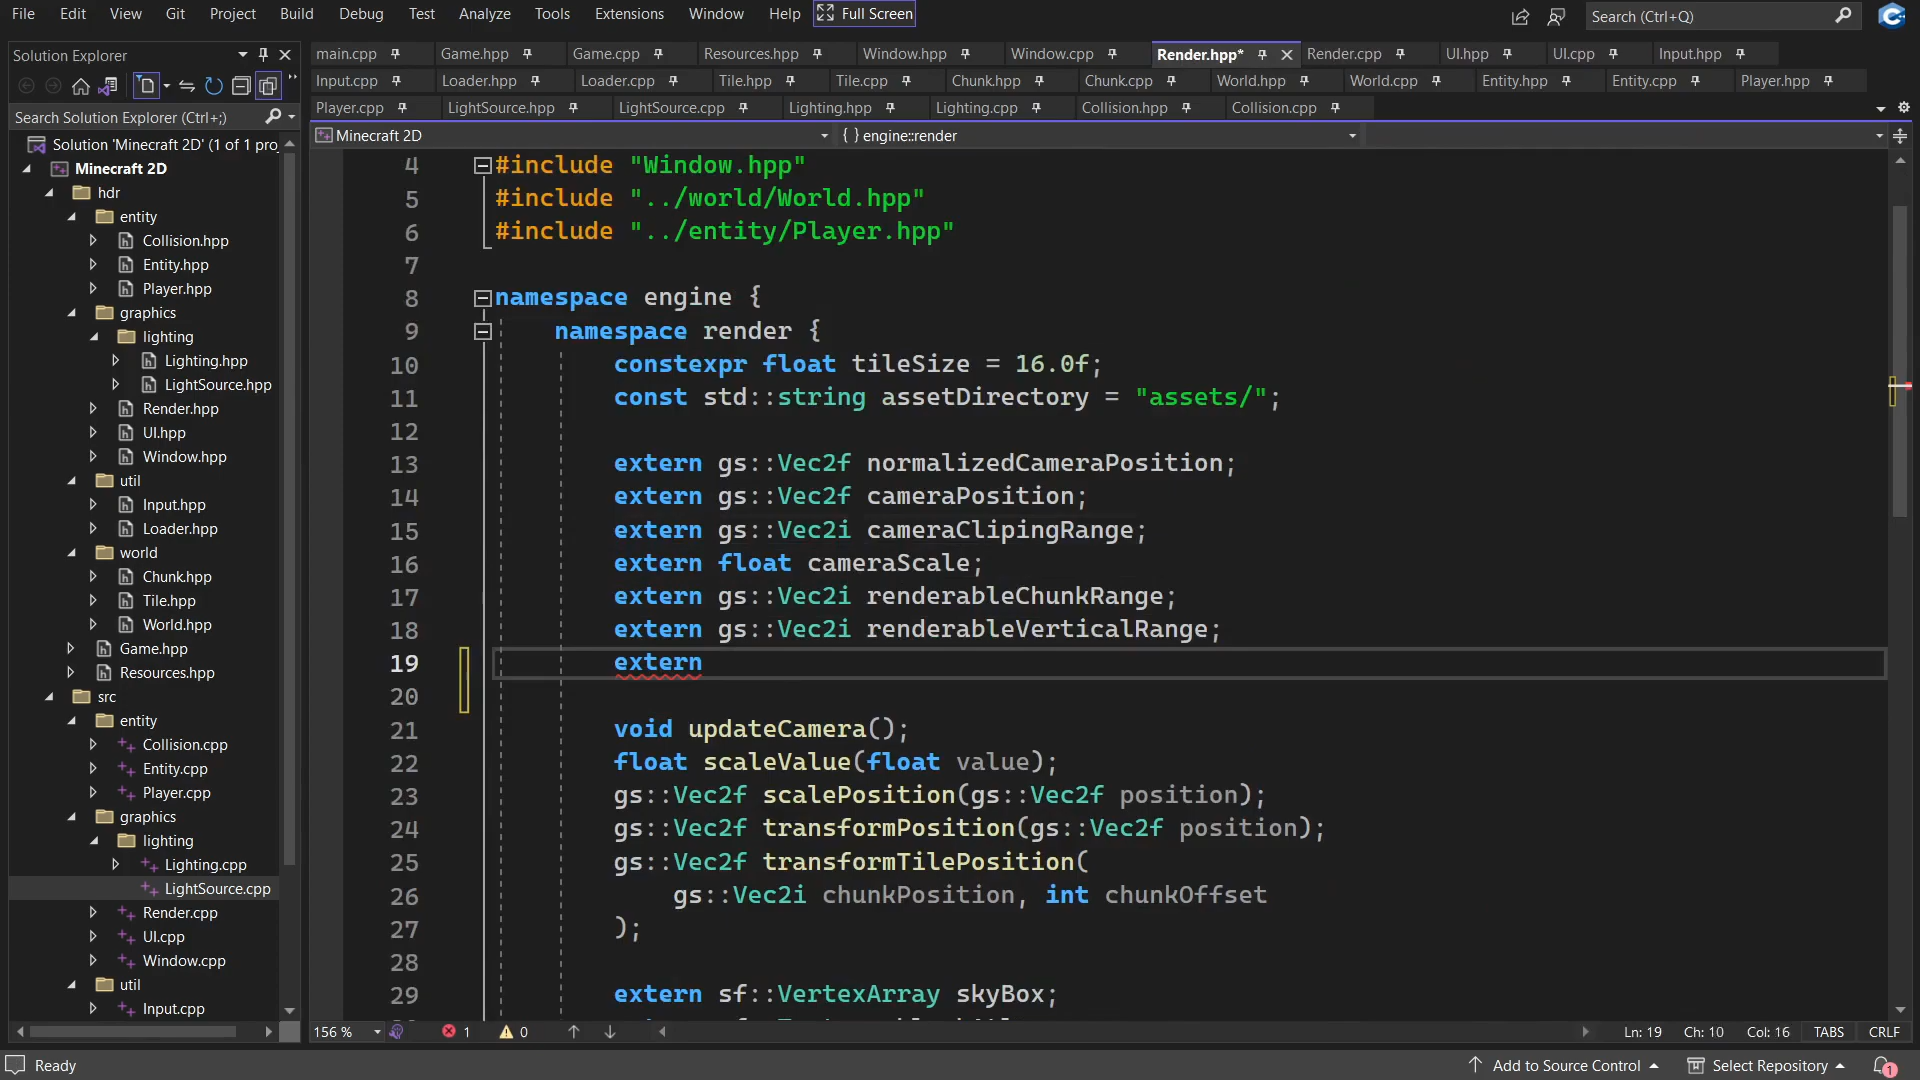 File Edit View Git Project Build Debug Test Analyze Tools Extensions Window Help Full Screen Search (Ctrl+Q)
Solution Explorer
Search Solution Explorer (Ctrl+;)
Solution 'Minecraft 2D' (1 of 1 proj
Minecraft 2D
hdr
entity
Collision.hpp
Entity.hpp
Player.hpp
graphics
lighting
Lighting.hpp
LightSource.hpp
Render.hpp
UI.hpp
Window.hpp
util
Input.hpp
Loader.hpp
world
Chunk.hpp
Tile.hpp
World.hpp
Game.hpp
Resources.hpp
src
entity
Collision.cpp
Entity.cpp
Player.cpp
graphics
lighting
Lighting.cpp
LightSource.cpp
Render.cpp
UI.cpp
Window.cpp
util
Input.cpp
main.cpp Game.hpp Game.cpp Resources.hpp Window.hpp Window.cpp Render.hpp* Render.cpp UI.hpp UI.cpp Input.hpp
Input.cpp Loader.hpp Loader.cpp Tile.hpp Tile.cpp Chunk.hpp Chunk.cpp World.hpp World.cpp Entity.hpp Entity.cpp Player.hpp
Player.cpp LightSource.hpp LightSource.cpp Lighting.hpp Lighting.cpp Collision.hpp Collision.cpp
Minecraft 2D { } engine::render
4 #include "Window.hpp"
5 #include "../world/World.hpp"
6 #include "../entity/Player.hpp"
7
8 namespace engine {
9 namespace render {
10 constexpr float tileSize = 16.0f;
11 const std::string assetDirectory = "assets/";
12
13 extern gs::Vec2f normalizedCameraPosition;
14 extern gs::Vec2f cameraPosition;
15 extern gs::Vec2i cameraClipingRange;
16 extern float cameraScale;
17 extern gs::Vec2i renderableChunkRange;
18 extern gs::Vec2i renderableVerticalRange;
19 extern
20
21 void updateCamera();
22 float scaleValue(float value);
23 gs::Vec2f scalePosition(gs::Vec2f position);
24 gs::Vec2f transformPosition(gs::Vec2f position);
25 gs::Vec2f transformTilePosition(
26 gs::Vec2i chunkPosition, int chunkOffset
27 );
28
29 extern sf::VertexArray skyBox;
156 % 1 0 Ln: 19 Ch: 10 Col: 16 TABS CRLF
Ready Add to Source Control Select Repository 1